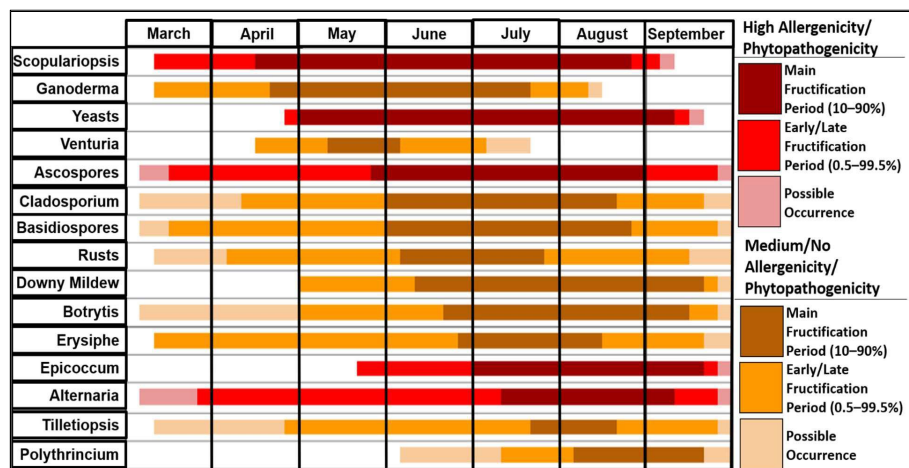 March April May June July August September
Scopulariopsis
Ganoderma
Yeasts
Venturia
Ascospores
Cladosporium
Basidiospores
Rusts
Downy Mildew
Botrytis
Erysiphe
Epicoccum
Alternaria
Tilletiopsis
Polythrincium
High Allergenicity/
Phytopathogenicity
Main
Fructification
Period (10–90%)
Early/Late
Fructification
Period (0.5–99.5%)
Possible
Occurrence
Medium/No
Allergenicity/
Phytopathogenicity
Main
Fructification
Period (10–90%)
Early/Late
Fructification
Period (0.5–99.5%)
Possible
Occurrence